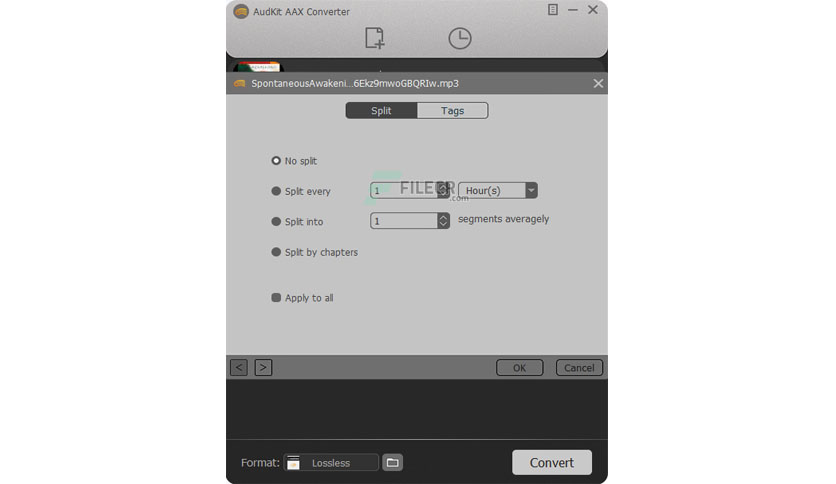 AudKit AAX Converter
SpontaneousAwakeni...6Ekz9mwoGBQRIw.mp3
Split Tags
No split
Split every 1 Hour(s)
FILECR
.com
Split into 1 segments averagely
Split by chapters
Apply to all
< > OK Cancel
Format: Lossless Convert